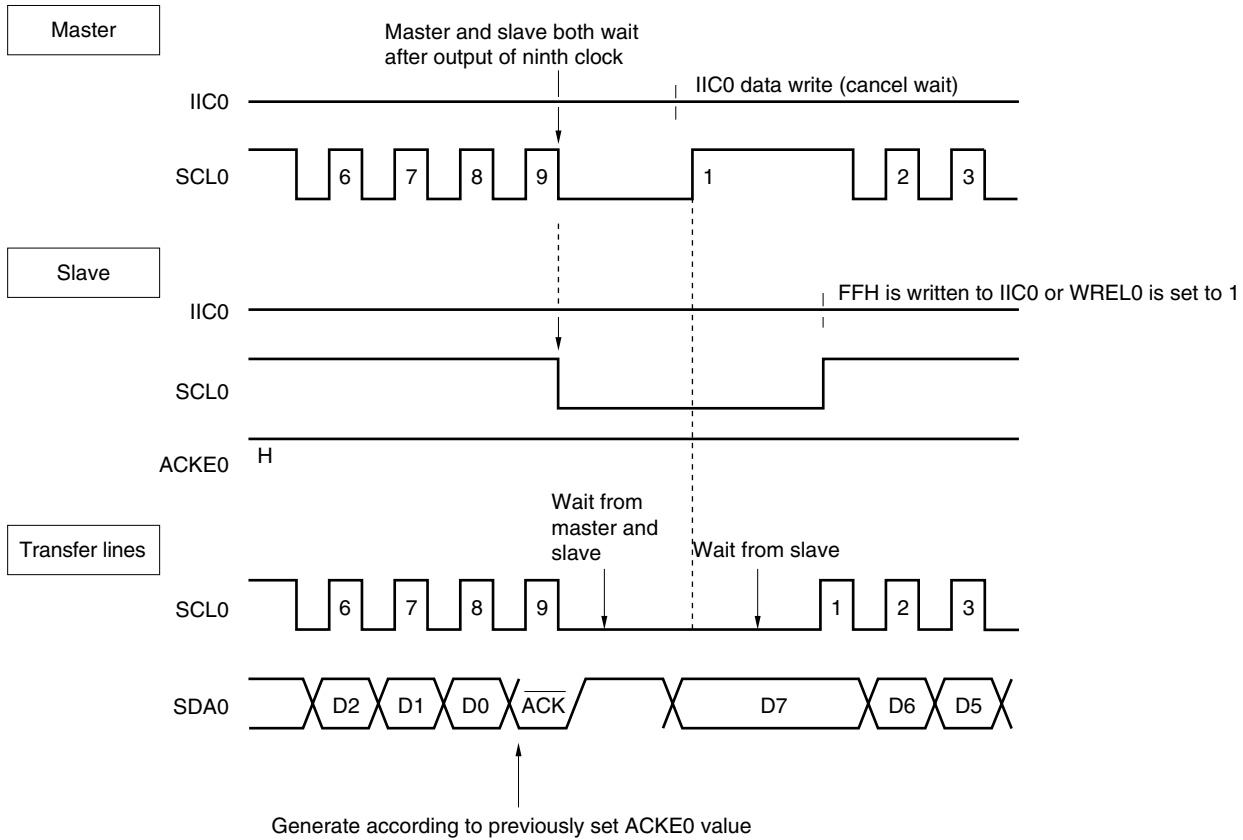 Master
Master and slave both wait
after output of ninth clock
IIC0 data write (cancel wait)
IIC0
SCL0 6 7 8 9 1 2 3
Slave
FFH is written to IIC0 or WREL0 is set to 1
IIC0
SCL0
H
ACKE0
Wait from
master and
slave
Wait from slave
Transfer lines
SCL0 6 7 8 9 1 2 3
SDA0 D2 D1 D0 A̅C̅K̅ D7 D6 D5
Generate according to previously set ACKE0 value